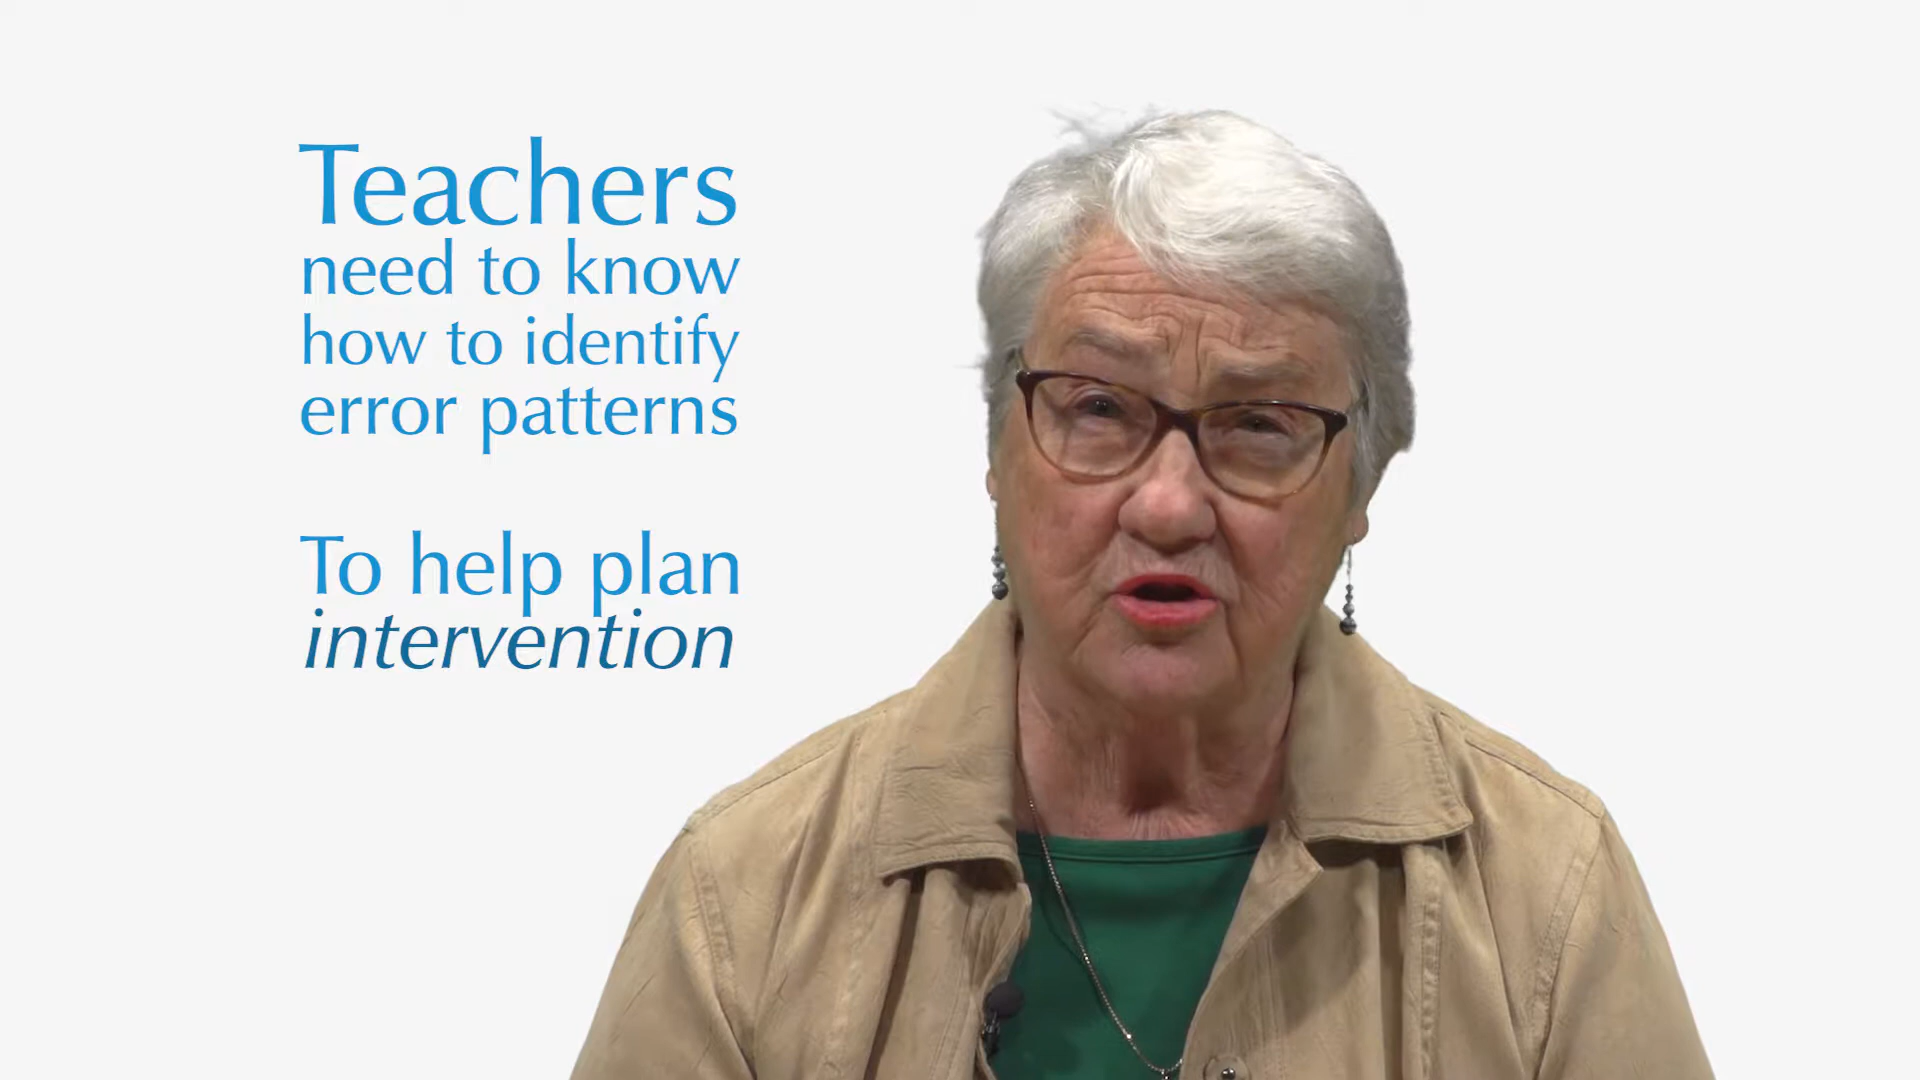 Teachers
need to know
how to identify
error patterns
To help plan
intervention